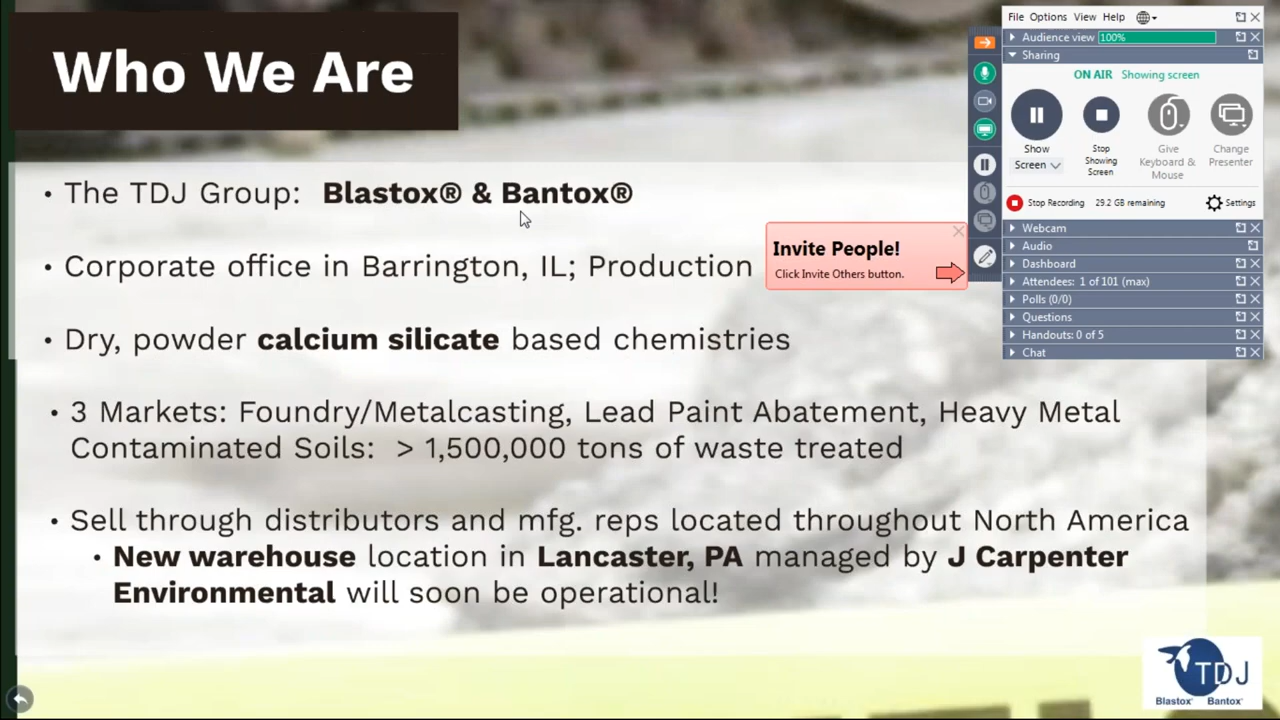 Who We Are
• The TDJ Group: Blastox® & Bantox®
• Corporate office in Barrington, IL; Production
• Dry, powder calcium silicate based chemistries
• 3 Markets: Foundry/Metalcasting, Lead Paint Abatement, Heavy Metal
Contaminated Soils: > 1,500,000 tons of waste treated
• Sell through distributors and mfg. reps located throughout North America
• New warehouse location in Lancaster, PA managed by J Carpenter
Environmental will soon be operational!
Invite People!
Click Invite Others button.
File Options View Help
Audience view 100%
Sharing
ON AIR Showing screen
Show
Screen
Stop
Showing
Screen
Give
Keyboard &
Mouse
Change
Presenter
Stop Recording 29.2 GB remaining Settings
Webcam
Audio
Dashboard
Attendees: 1 of 101 (max)
Polls (0/0)
Questions
Handouts: 0 of 5
Chat
TDJ
Blastox® Bantox®